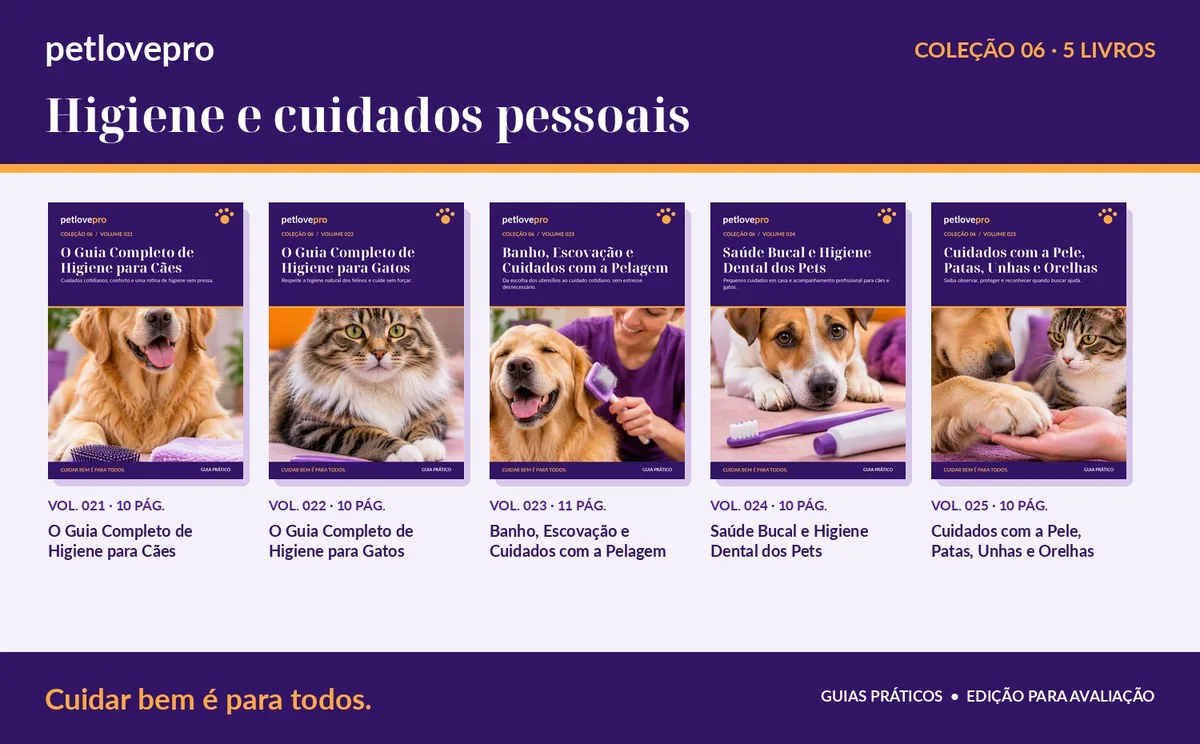 petlovepro
COLEÇÃO 06 · 5 LIVROS
Higiene e cuidados pessoais
petlovepro
COLEÇÃO 06 / VOLUME 021
O Guia Completo de
Higiene para Cães
Cuidados cotidianos, conforto e uma rotina de higiene sem pressa.
CUIDAR BEM É PARA TODOS.
GUIA PRÁTICO
VOL. 021 · 10 PÁG.
O Guia Completo de
Higiene para Cães
petlovepro
COLEÇÃO 06 / VOLUME 022
O Guia Completo de
Higiene para Gatos
Respeite a higiene natural dos felinos e cuide sem forçar.
CUIDAR BEM É PARA TODOS.
GUIA PRÁTICO
VOL. 022 · 10 PÁG.
O Guia Completo de
Higiene para Gatos
petlovepro
COLEÇÃO 06 / VOLUME 023
Banho, Escovação e
Cuidados com a Pelagem
Da escolha dos utensílios ao cuidado cotidiano, sem estresse
desnecessário.
CUIDAR BEM É PARA TODOS.
GUIA PRÁTICO
VOL. 023 · 11 PÁG.
Banho, Escovação e
Cuidados com a Pelagem
petlovepro
COLEÇÃO 06 / VOLUME 024
Saúde Bucal e Higiene
Dental dos Pets
Pequenos cuidados em casa e acompanhamento profissional para cães e
gatos.
CUIDAR BEM É PARA TODOS.
GUIA PRÁTICO
VOL. 024 · 10 PÁG.
Saúde Bucal e Higiene
Dental dos Pets
petlovepro
COLEÇÃO 06 / VOLUME 025
Cuidados com a Pele,
Patas, Unhas e Orelhas
Saiba observar, proteger e reconhecer quando buscar ajuda.
CUIDAR BEM É PARA TODOS.
GUIA PRÁTICO
VOL. 025 · 10 PÁG.
Cuidados com a Pele,
Patas, Unhas e Orelhas
Cuidar bem é para todos.
GUIAS PRÁTICOS • EDIÇÃO PARA AVALIAÇÃO